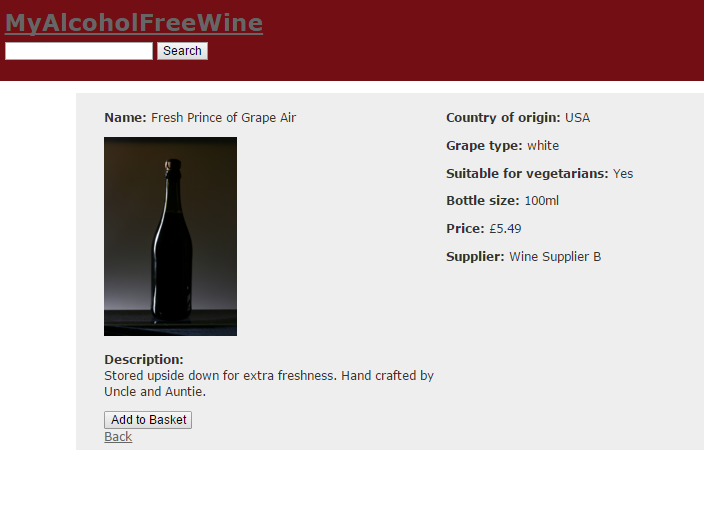 MyAlcoholFreeWine
Search
Name: Fresh Prince of Grape Air
Description:
Stored upside down for extra freshness. Hand crafted by
Uncle and Auntie.
Add to Basket
Back
Country of origin: USA
Grape type: white
Suitable for vegetarians: Yes
Bottle size: 100ml
Price: £5.49
Supplier: Wine Supplier B